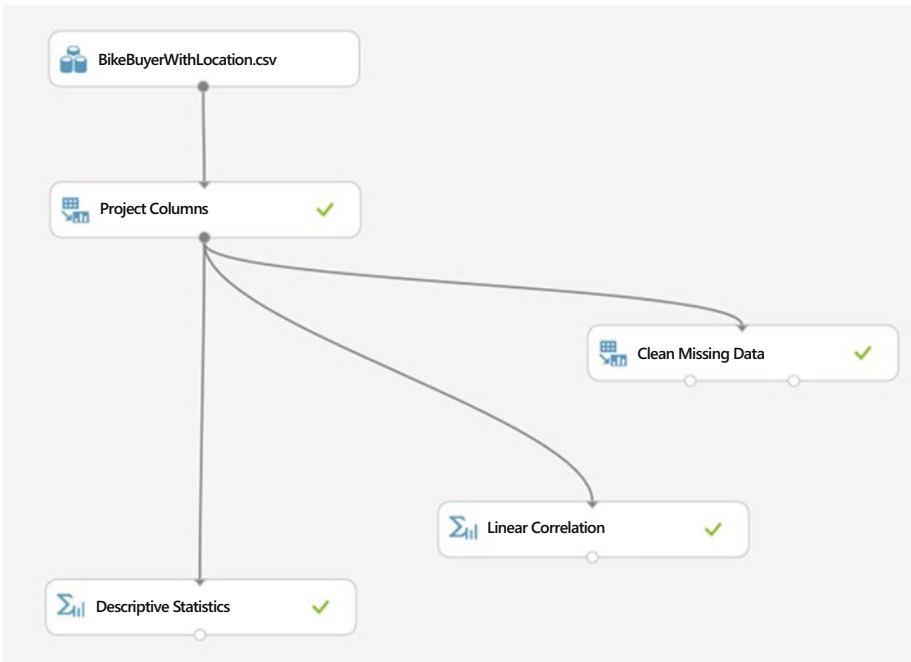 BikeBuyerWithLocation.csv
Project Columns
Clean Missing Data
Linear Correlation
Descriptive Statistics